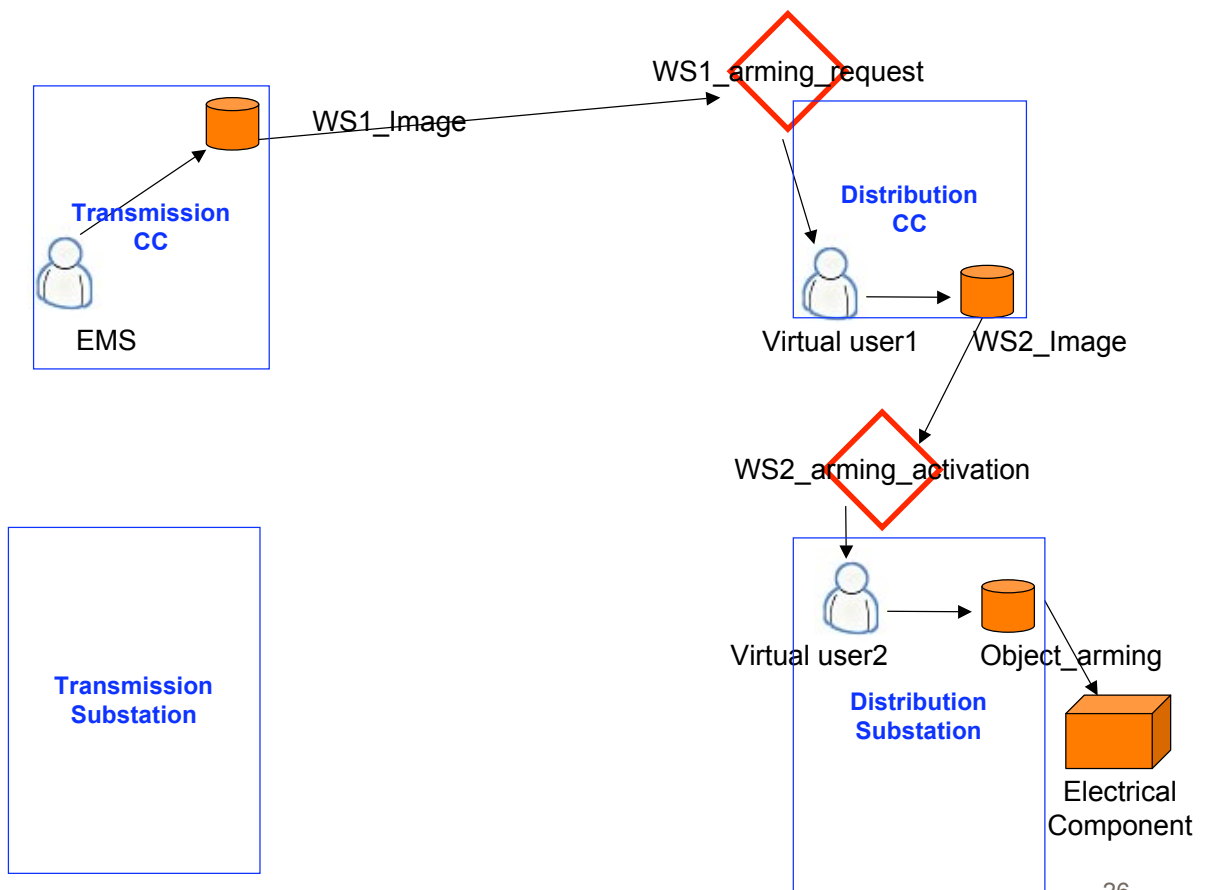 WS1_arming_request
WS1_Image
Transmission
CC
Distribution
CC
EMS
Virtual user1
WS2_Image
WS2_arming_activation
Virtual user2
Object_arming
Transmission
Substation
Distribution
Substation
Electrical
Component
26